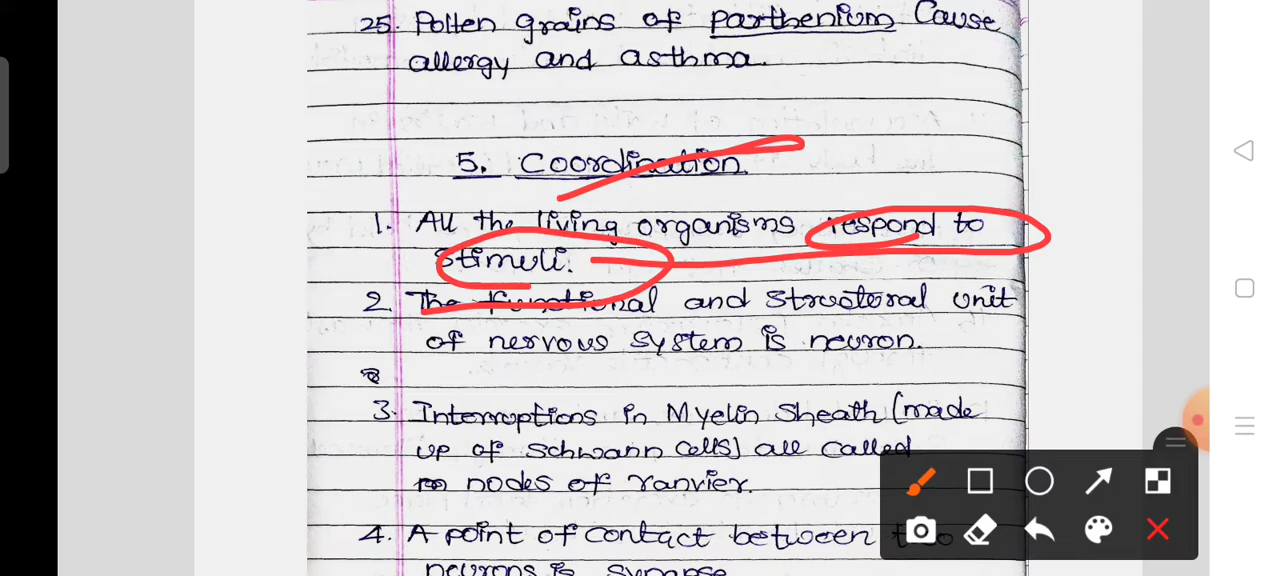 25. Pollen grains of parthenium Cause
allergy and asthma.
5. Coordination
1. All the living organisms respond to
Stimuli.
2. The functional and structural unit
of nervous system is neuron.
3. Interruptions in Myelin Sheath (made
up of Schwann Cells) all called
nodes of ranvier.
4. A point of contact between two
neurons is synapse